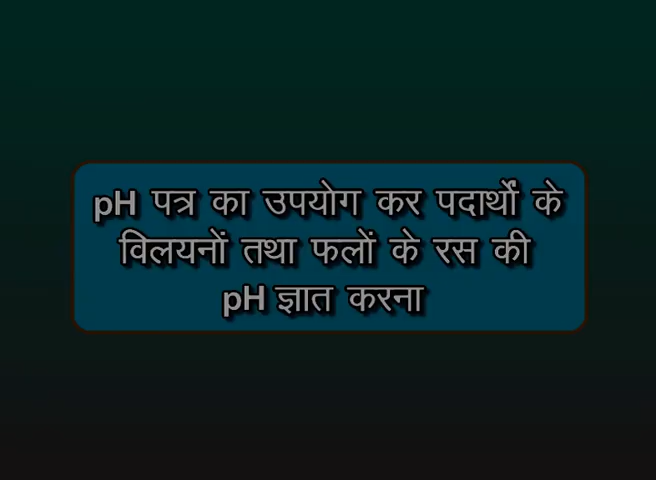 pH पत्र का उपयोग कर पदार्थों के
विलयनों तथा फलों के रस की
pH ज्ञात करना